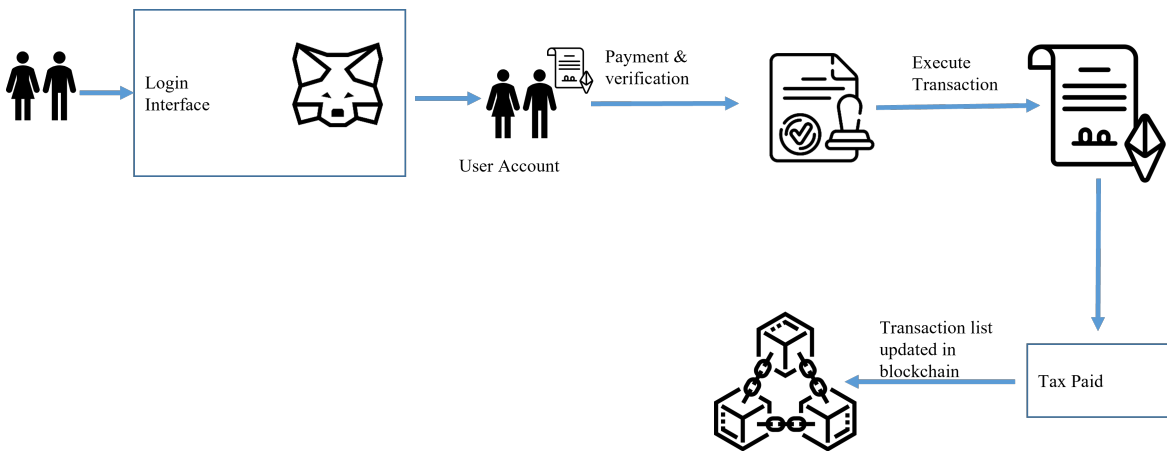 Login
Interface
User Account
Payment &
verification
Execute
Transaction
Tax Paid
Transaction list
updated in
blockchain